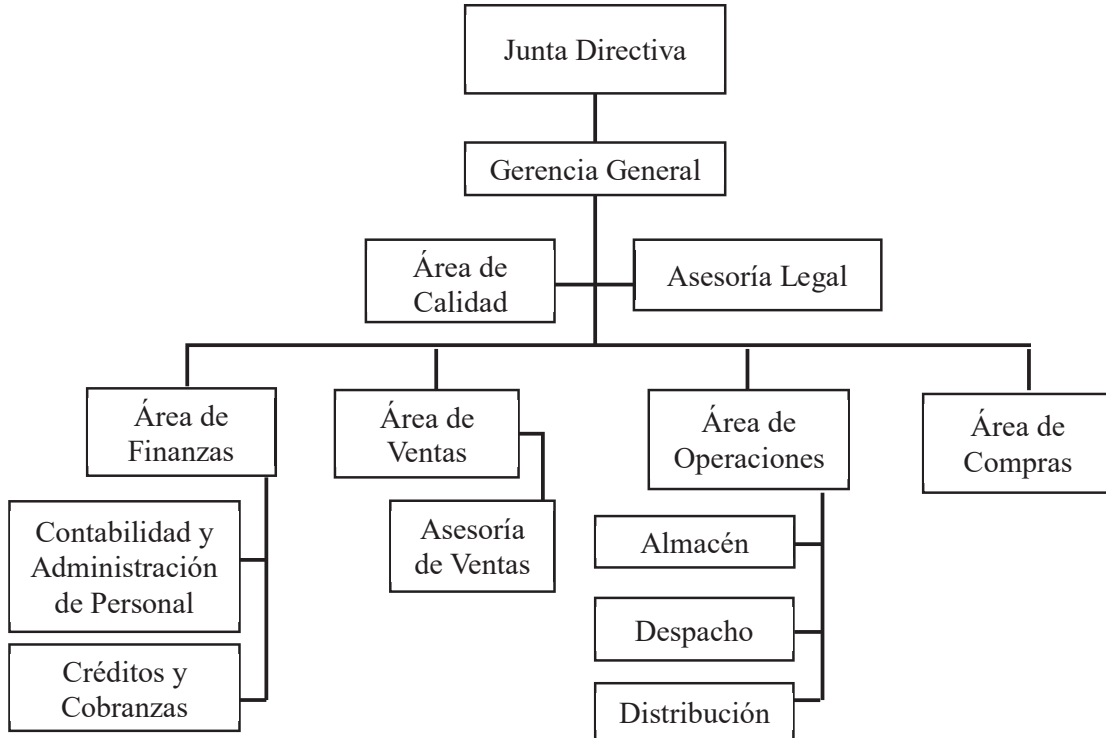 Junta Directiva
Gerencia General
Área de
Calidad
Asesoría Legal
Área de
Finanzas
Área de
Ventas
Área de
Operaciones
Área de
Compras
Contabilidad y
Administración
de Personal
Créditos y
Cobranzas
Asesoría
de Ventas
Almacén
Despacho
Distribución